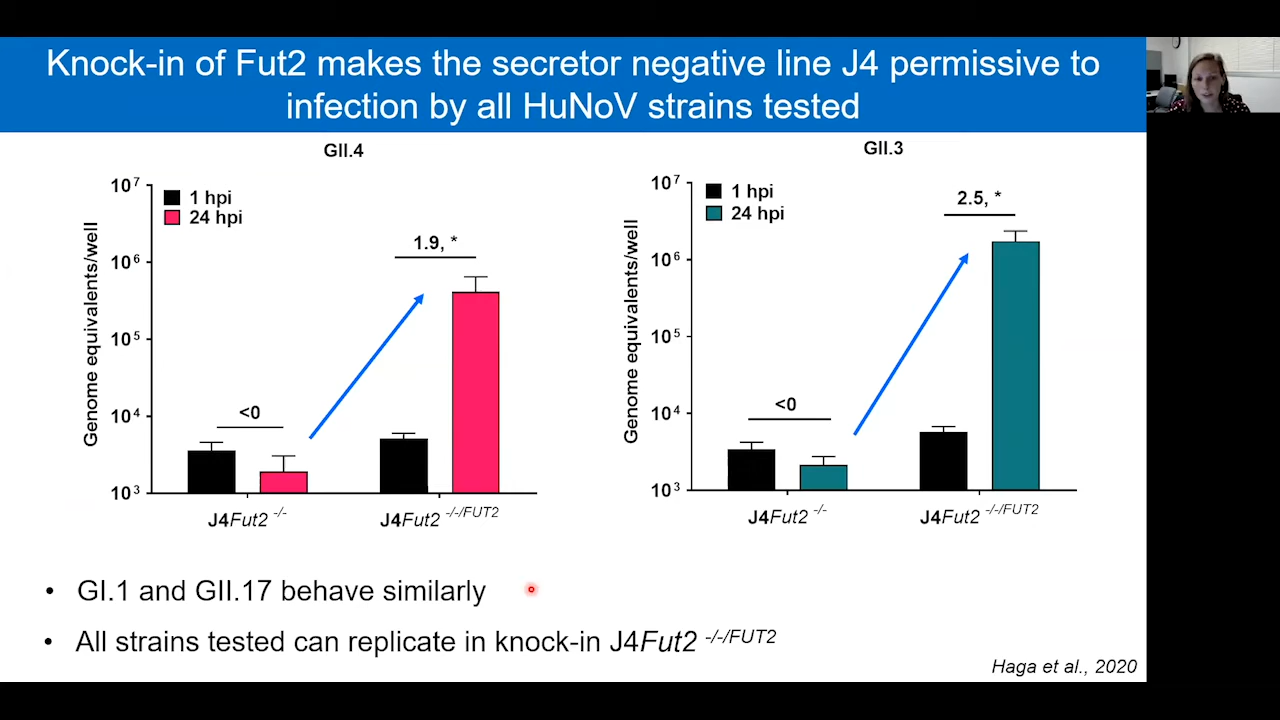 Knock-in of Fut2 makes the secretor negative line J4 permissive to
infection by all HuNoV strains tested
GII.4
10⁷
10⁶
10⁵
10⁴
10³
Genome equivalents/well
1 hpi
24 hpi
<0
1.9, *
J4Fut2 -/-
J4Fut2 -/-/FUT2
GII.3
10⁷
10⁶
10⁵
10⁴
10³
Genome equivalents/well
1 hpi
24 hpi
<0
2.5, *
J4Fut2 -/-
J4Fut2 -/-/FUT2
• GI.1 and GII.17 behave similarly
• All strains tested can replicate in knock-in J4Fut2 -/-/FUT2
Haga et al., 2020